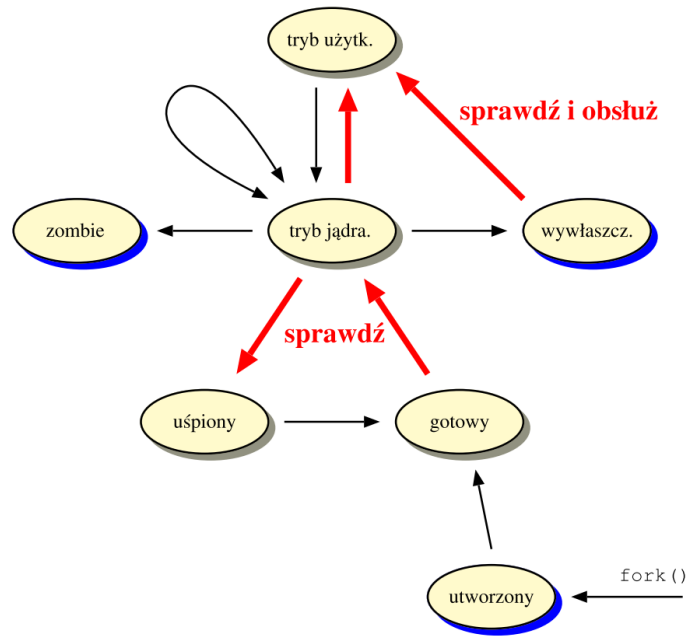 tryb użytk.
sprawdź i obsłuż
zombie
tryb jądra.
wywłaszcz.
sprawdź
uśpiony
gotowy
fork()
utworzony